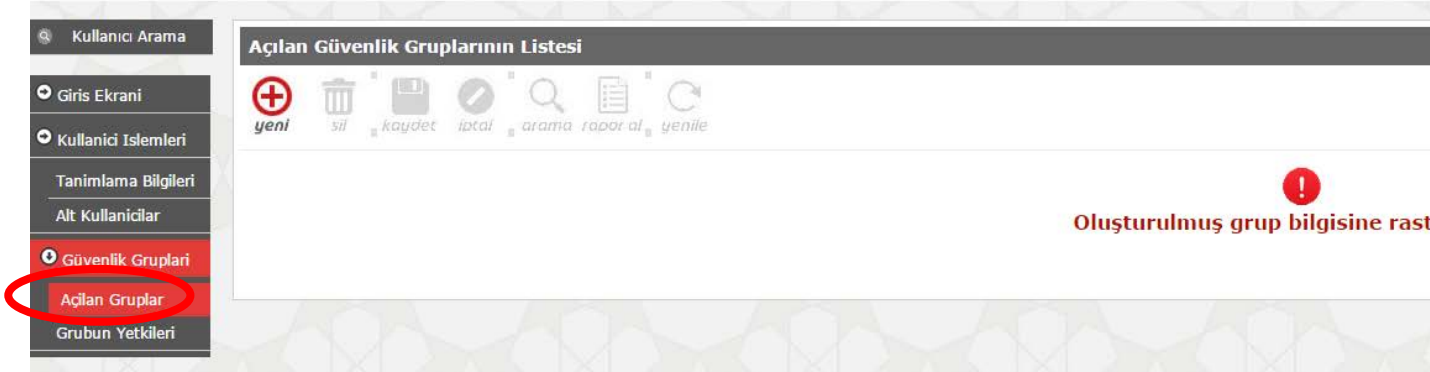 Kullanıcı Arama
Giris Ekrani
Kullanici Islemleri
Tanimlama Bilgileri
Alt Kullanicilar
Güvenlik Gruplari
Açilan Gruplar
Grubun Yetkileri
Açılan Güvenlik Gruplarının Listesi
yeni sil kaydet iptal arama rapor al yenile
Oluşturulmuş grup bilgisine rast